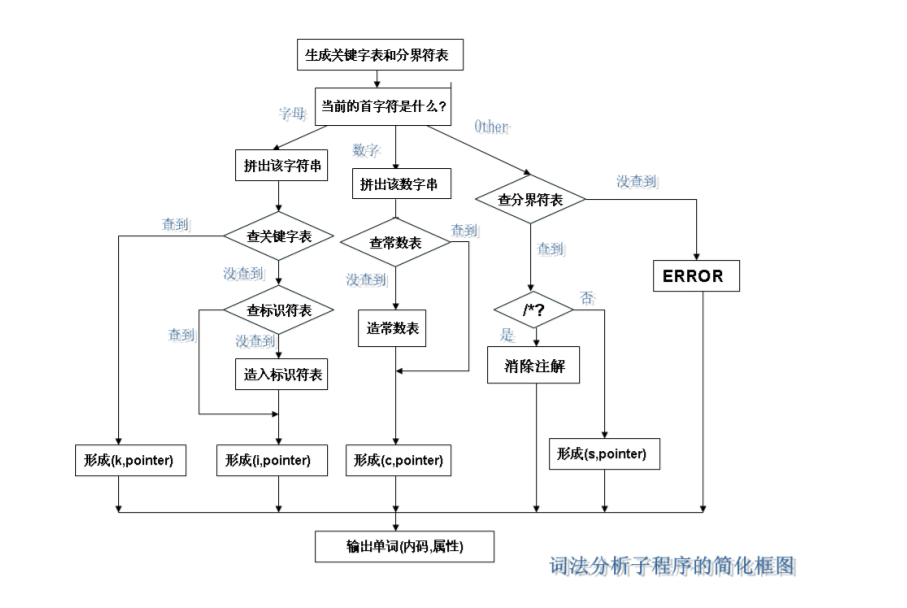 生成关键字表和分界符表
当前的首字符是什么?
字母
数字
Other
拼出该字符串
拼出该数字串
查分界符表
没查到
查到
查关键字表
查常数表
查到
查到
ERROR
没查到
没查到
查标识符表
/*?
否
造常数表
查到
没查到
是
消除注解
造入标识符表
形成(k,pointer)
形成(i,pointer)
形成(c,pointer)
形成(s,pointer)
输出单词(内码,属性)
词法分析子程序的简化框图